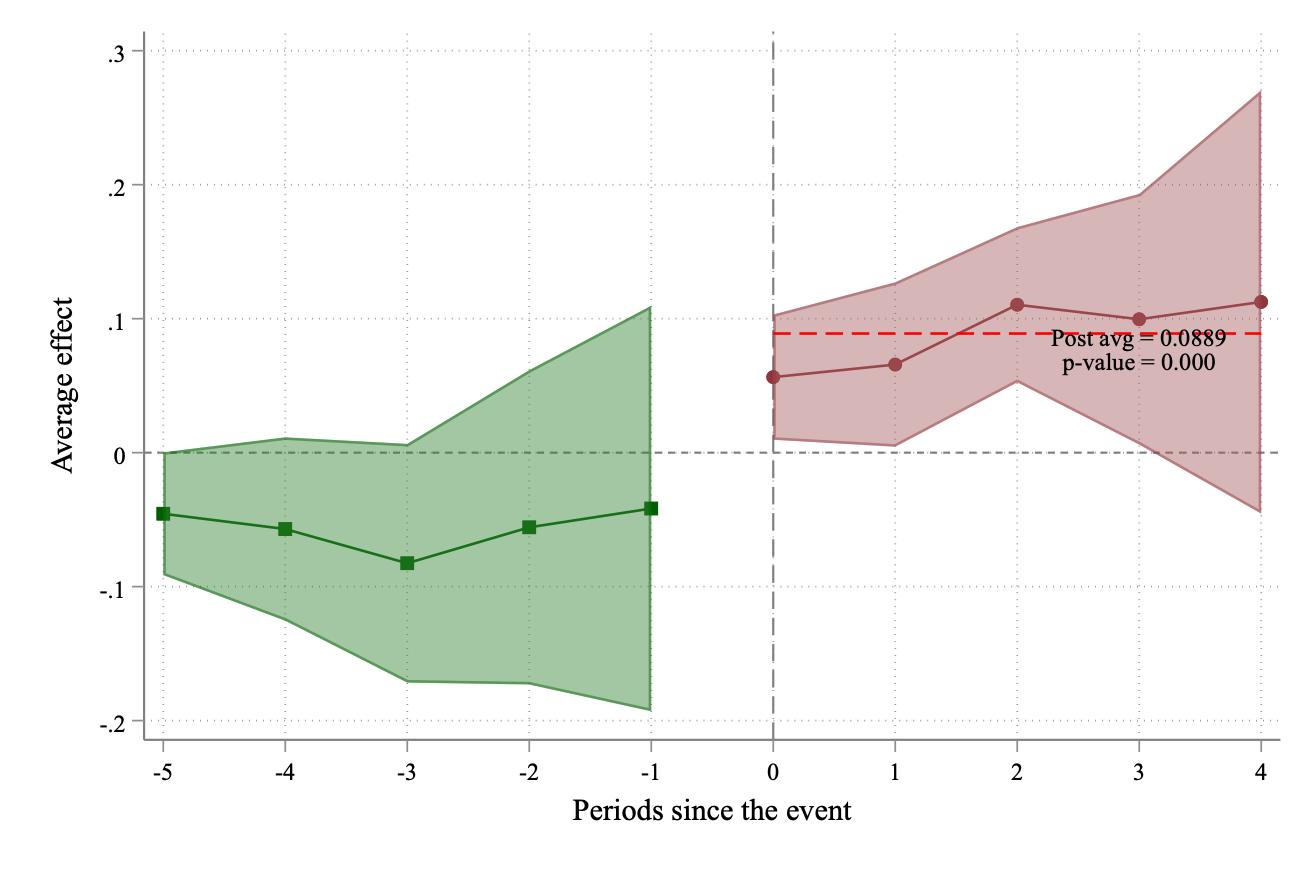 .3
.2
.1
0
-.1
-.2
Average effect
Post avg = 0.0889
p-value = 0.000
-5 -4 -3 -2 -1 0 1 2 3 4
Periods since the event